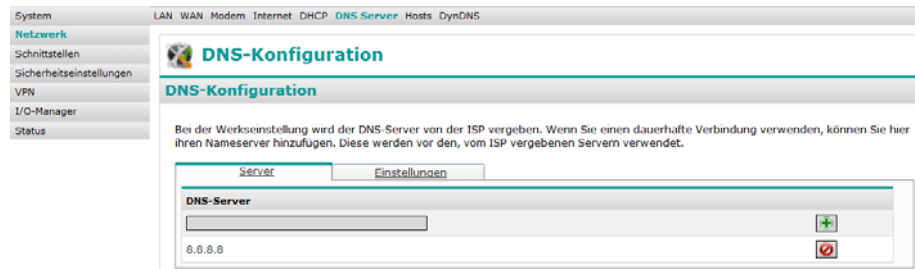 System
Netzwerk
Schnittstellen
Sicherheitseinstellungen
VPN
I/O-Manager
Status
LAN WAN Modem Internet DHCP DNS Server Hosts DynDNS
DNS-Konfiguration
DNS-Konfiguration
Bei der Werkseinstellung wird der DNS-Server von der ISP vergeben. Wenn Sie einen dauerhafte Verbindung verwenden, können Sie hier
ihren Nameserver hinzufügen. Diese werden vor den, vom ISP vergebenen Servern verwendet.
Server Einstellungen
DNS-Server
8.8.8.8